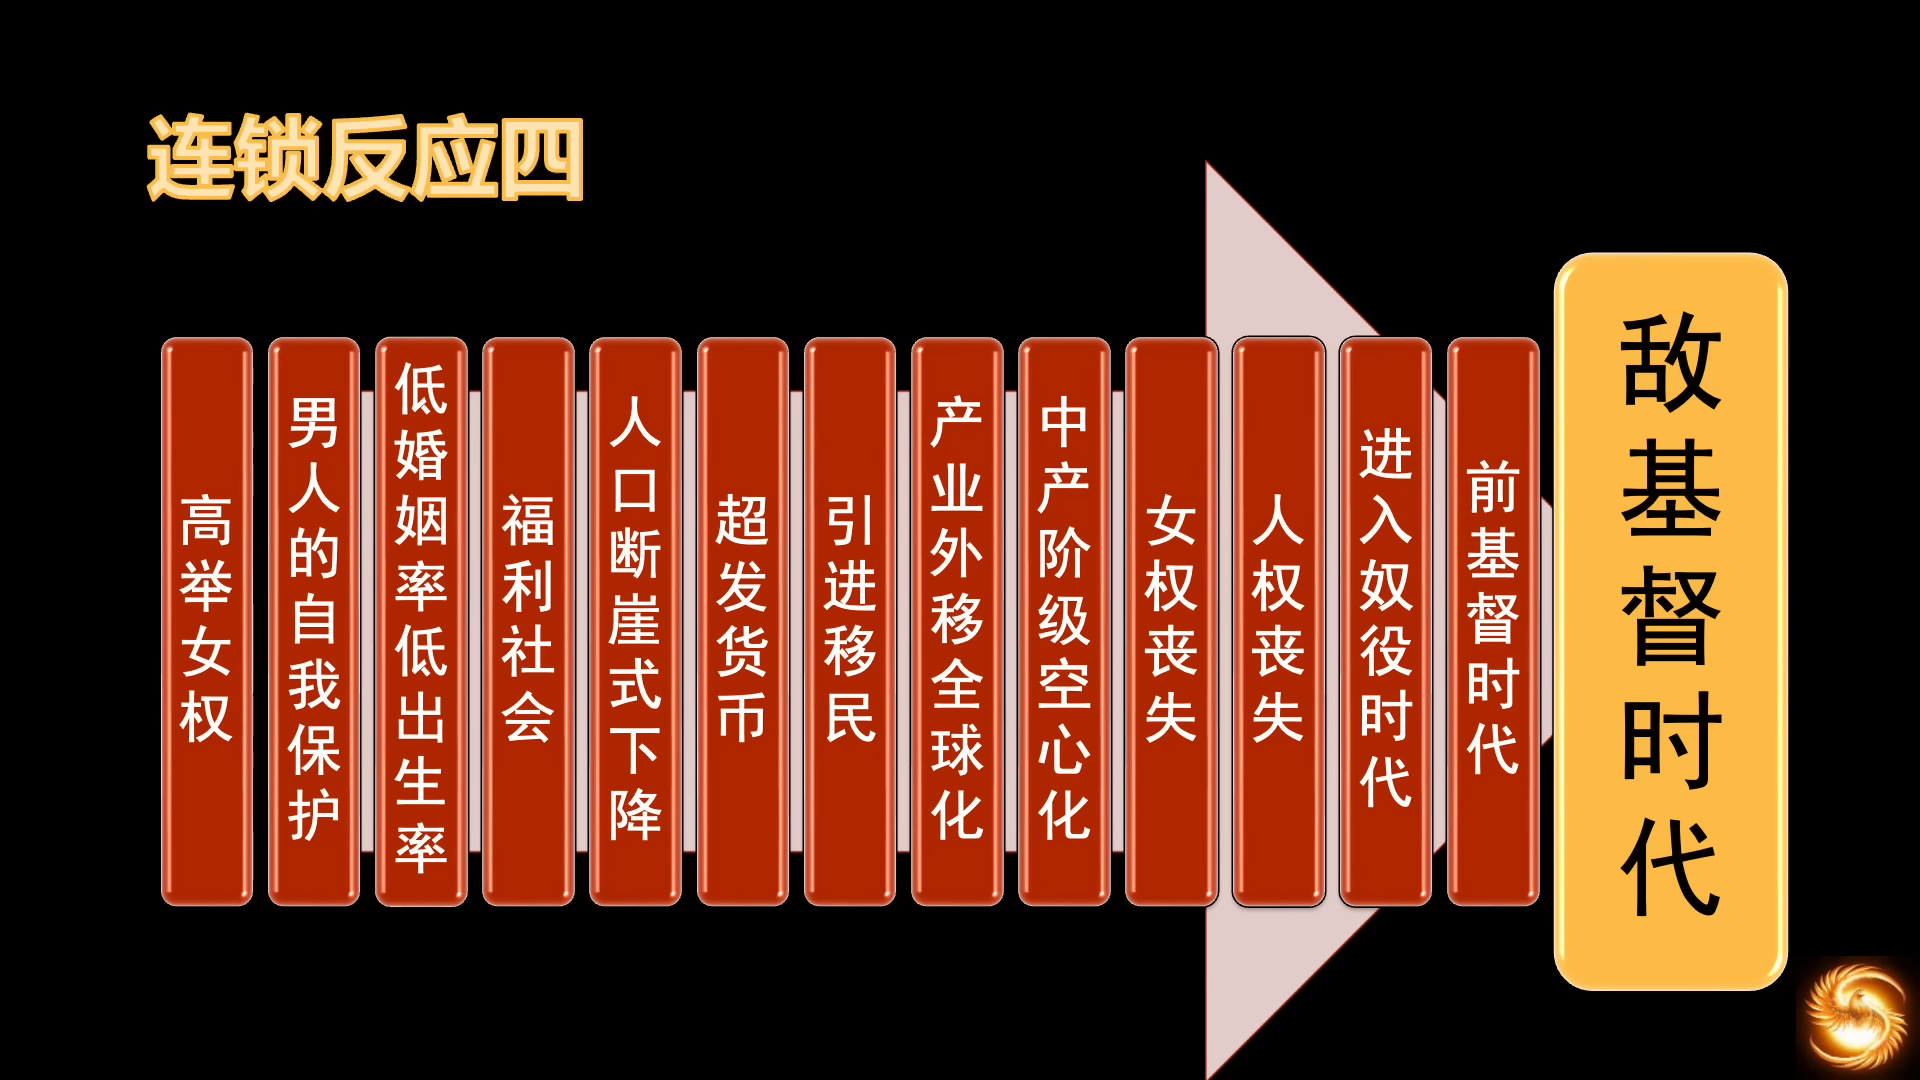 连锁反应四
高举女权
男人的自我保护
低婚姻率低出生率
福利社会
人口断崖式下降
超发货币
引进移民
产业外移全球化
中产阶级空心化
女权丧失
人权丧失
进入奴役时代
前基督时代
敌基督时代